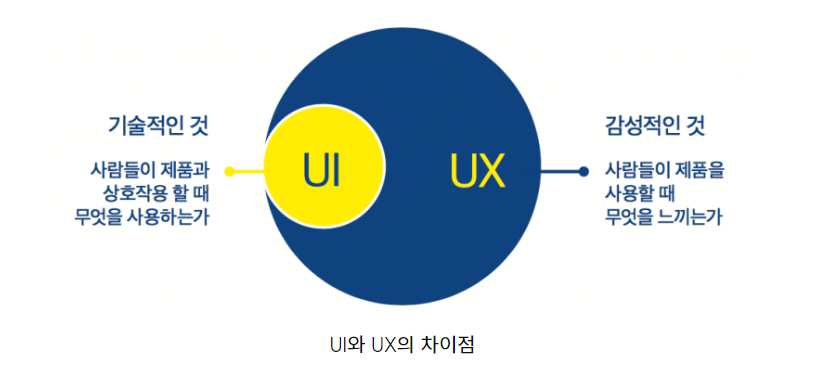 기술적인 것
사람들이 제품과
상호작용 할 때
무엇을 사용하는가
UI
UX
감성적인 것
사람들이 제품을
사용할 때
무엇을 느끼는가
UI와 UX의 차이점